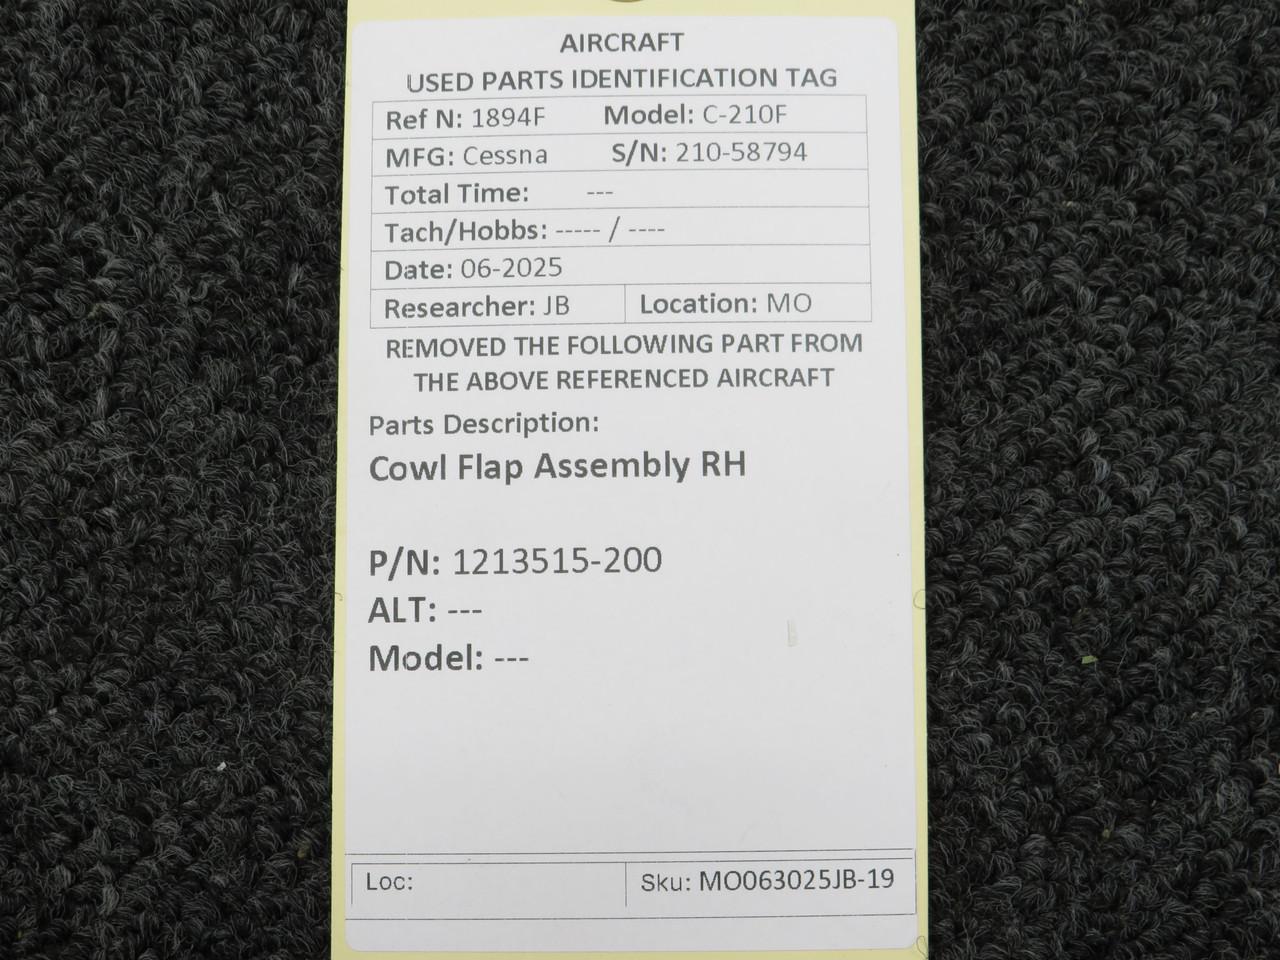 AIRCRAFT
USED PARTS IDENTIFICATION TAG
Ref N: 1894F Model: C-210F
MFG: Cessna S/N: 210-58794
Total Time: ---
Tach/Hobbs: ----- / ----
Date: 06-2025
Researcher: JB Location: MO
REMOVED THE FOLLOWING PART FROM
THE ABOVE REFERENCED AIRCRAFT
Parts Description:
Cowl Flap Assembly RH
P/N: 1213515-200
ALT: ---
Model: ---
Loc: Sku: MO063025JB-19